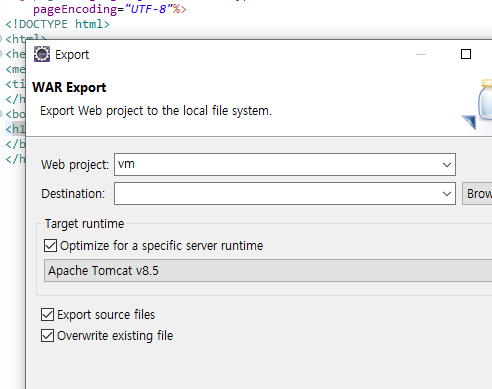 pageEncoding="UTF-8"%>
<!DOCTYPE html>
<html>
Export
<he
<me
<ti
</h
<bo
<h1
</b
</h
WAR Export
Export Web project to the local file system.
Web project: vm
Destination:
Brow
Target runtime
Optimize for a specific server runtime
Apache Tomcat v8.5
Export source files
Overwrite existing file